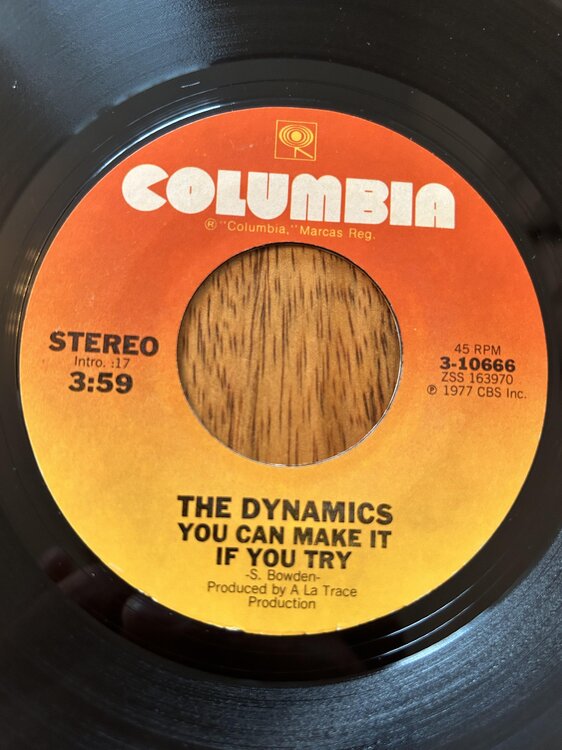 COLUMBIA
® "Columbia," Marcas Reg.
STEREO
Intro. :17
3:59
45 RPM
3-10666
ZSS 163970
℗ 1977 CBS Inc.
THE DYNAMICS
YOU CAN MAKE IT
IF YOU TRY
-S. Bowden-
Produced by A La Trace
Production